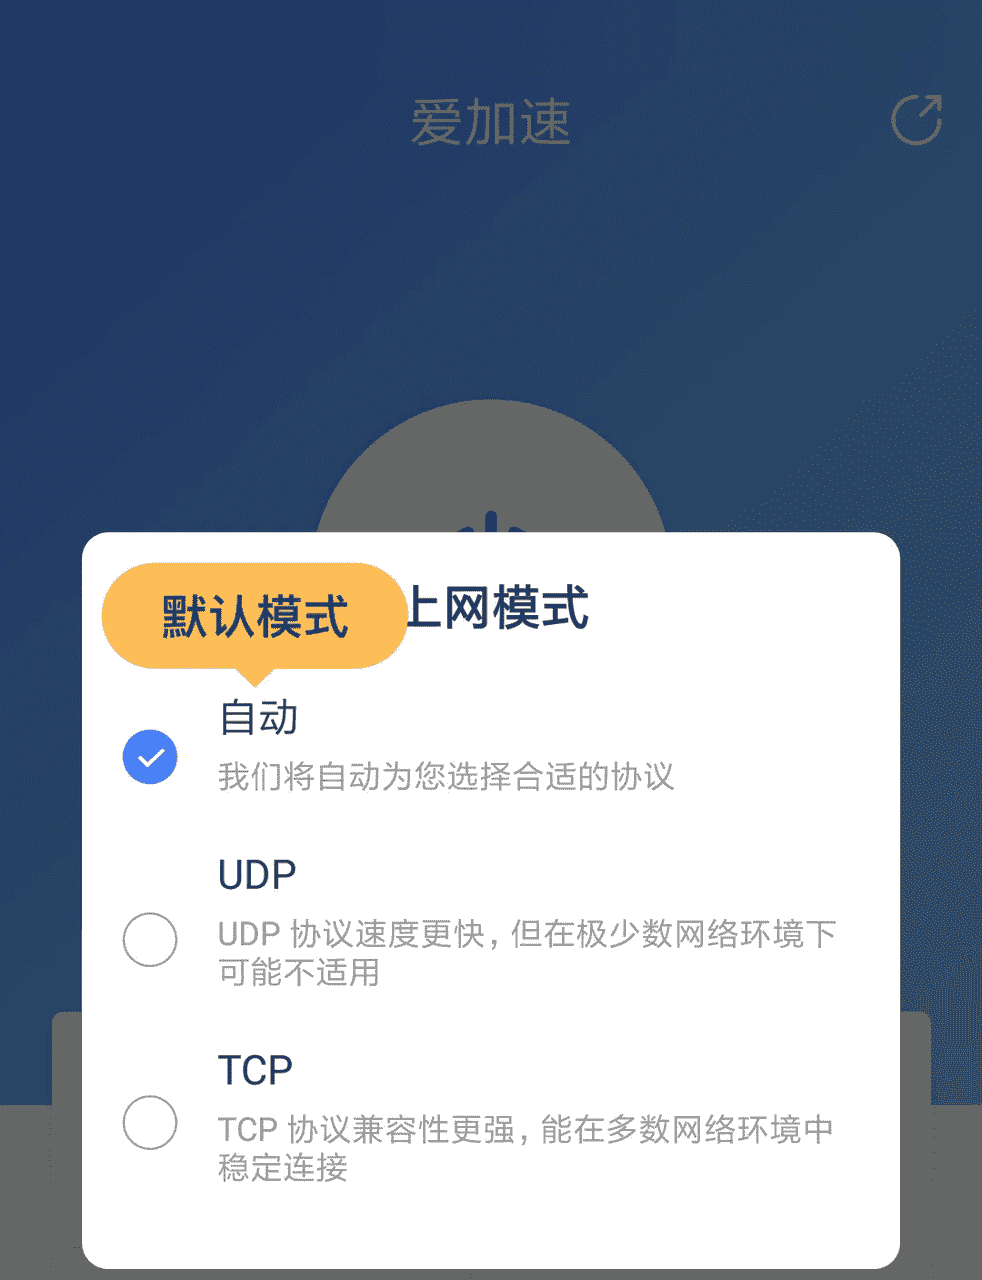 爱加速
默认模式
上网模式
自动
我们将自动为您选择合适的协议
UDP
UDP 协议速度更快, 但在极少数网络环境下
可能不适用
TCP
TCP 协议兼容性更强, 能在多数网络环境中
稳定连接